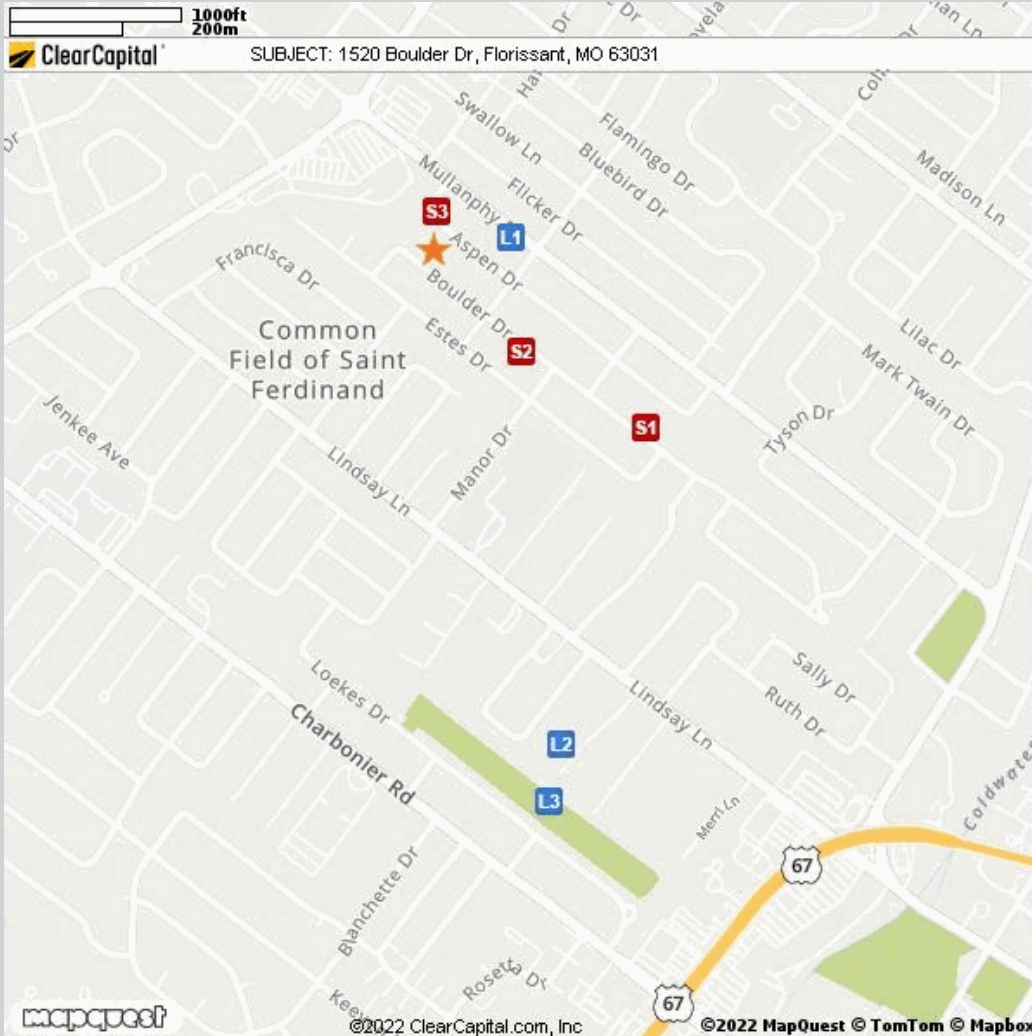 1000ft
200m
ClearCapital
SUBJECT: 1520 Boulder Dr, Florissant, MO 63031
Dr
Swallow Ln
Flamingo Dr
Bluebird Dr
Madison Ln
Mullanphy
Flicker Dr
S3
L1
Aspen Dr
Francisca Dr
Boulder Dr
Common
Field of Saint
Ferdinand
Estes Dr
S2
Lilac Dr
Mark Twain Dr
Jenkee Ave
S1
Tyson Dr
Manor Dr
Lindsay Ln
Loekes Dr
Sally Dr
Ruth Dr
Lindsay Ln
Charbonier Rd
L2
L3
Merri Ln
Coldwater
67
Blanchette Dr
Rosetta Dr
67
mapquest
©2022 ClearCapital.com, Inc
©2022 MapQuest © TomTom © Mapbox